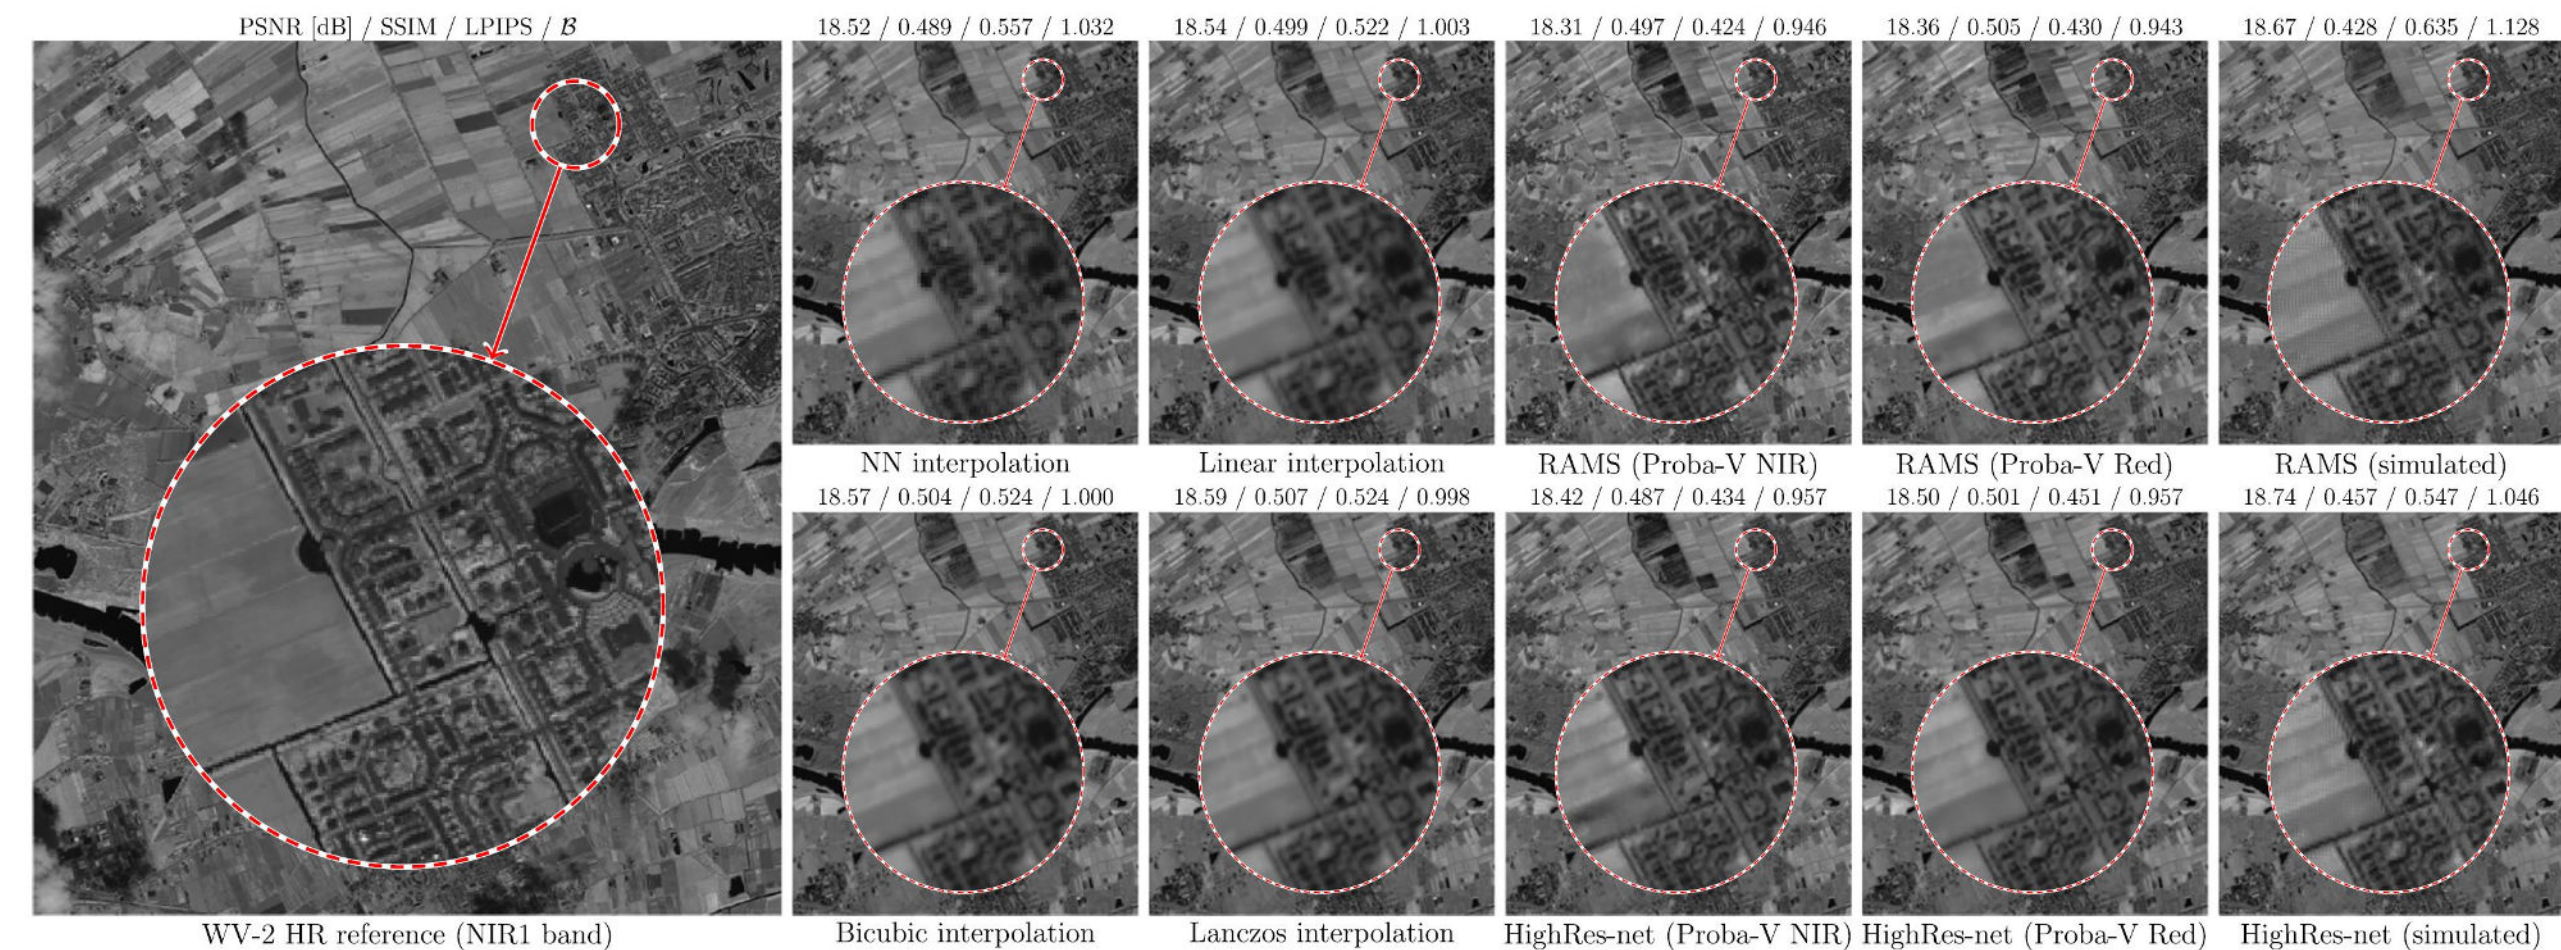 PSNR [dB] / SSIM / LPIPS / ℬ
WV-2 HR reference (NIR1 band)
18.52 / 0.489 / 0.557 / 1.032
NN interpolation
18.54 / 0.499 / 0.522 / 1.003
Linear interpolation
18.31 / 0.497 / 0.424 / 0.946
RAMS (Proba-V NIR)
18.36 / 0.505 / 0.430 / 0.943
RAMS (Proba-V Red)
18.67 / 0.428 / 0.635 / 1.128
RAMS (simulated)
18.57 / 0.504 / 0.524 / 1.000
Bicubic interpolation
18.59 / 0.507 / 0.524 / 0.998
Lanczos interpolation
18.42 / 0.487 / 0.434 / 0.957
HighRes-net (Proba-V NIR)
18.50 / 0.501 / 0.451 / 0.957
HighRes-net (Proba-V Red)
18.74 / 0.457 / 0.547 / 1.046
HighRes-net (simulated)